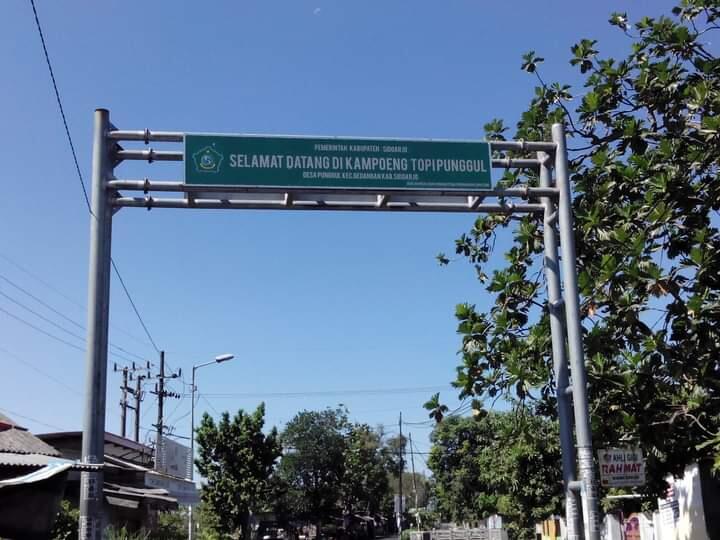 PEMERINTAH KABUPATEN SIDOARJO
SELAMAT DATANG DI KAMPOENG TOPI PUNGGUL
DESA PUNGGUL KEC.GEDANGAN KAB.SIDOARJO
AHLI GIGI
RAHMAT